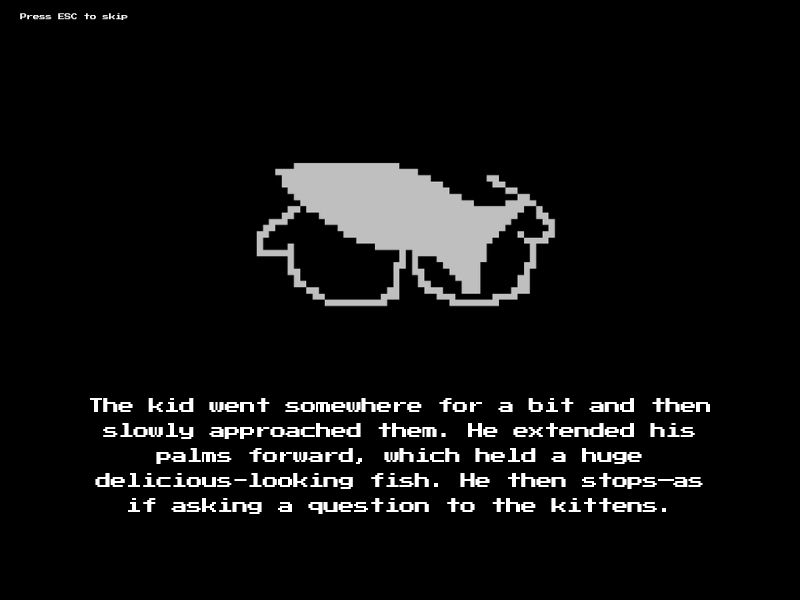 Press ESC to skip
The kid went somewhere for a bit and then
slowly approached them. He extended his
palms forward, which held a huge
delicious-looking fish. He then stops—as
if asking a question to the kittens.